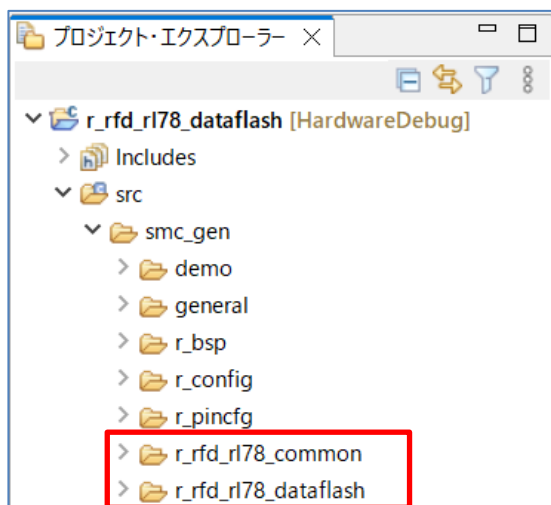 プロジェクト・エクスプローラー
r_rfd_rl78_dataflash [HardwareDebug]
Includes
src
smc_gen
demo
general
r_bsp
r_config
r_pincfg
r_rfd_rl78_common
r_rfd_rl78_dataflash